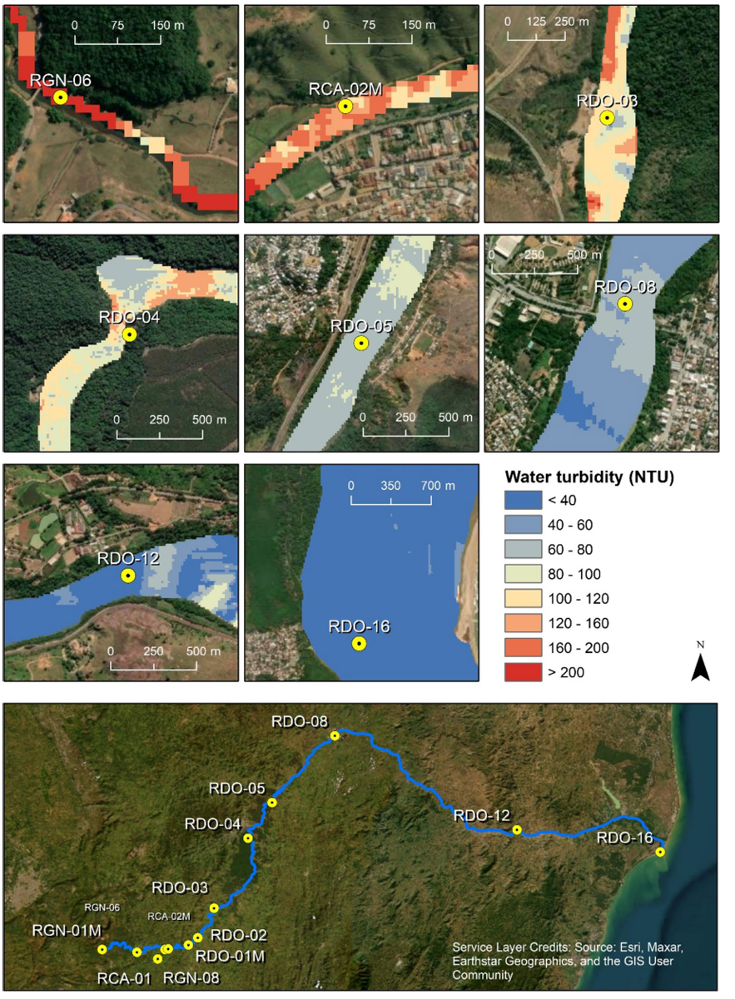 0 75 150 m
RGN-06
0 75 150 m
RCA-02M
0 125 250 m
RDO-03
RDO-04
0 250 500 m
RDO-05
0 250 500 m
0 250 500 m
RDO-08
RDO-12
0 250 500 m
0 350 700 m
RDO-16
Water turbidity (NTU)
< 40
40 - 60
60 - 80
80 - 100
100 - 120
120 - 160
160 - 200
> 200
N
RDO-08
RDO-05
RDO-04
RDO-12
RDO-16
RDO-03
RGN-06
RCA-02M
RGN-01M
RDO-02
RDO-01M
RCA-01
RGN-08
Service Layer Credits: Source: Esri, Maxar,
Earthstar Geographics, and the GIS User
Community